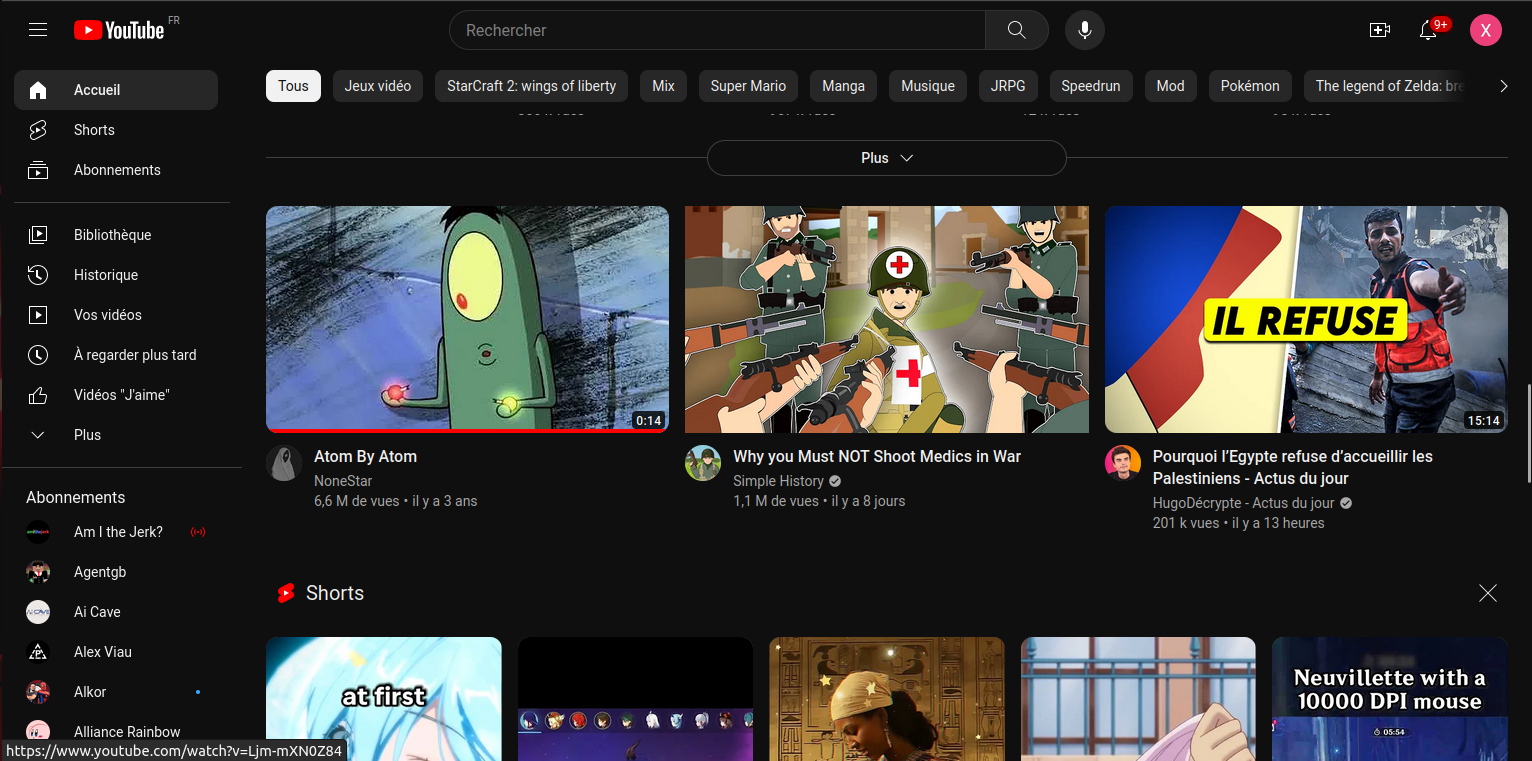 YouTube FR
Rechercher
9+
X
Accueil
Shorts
Abonnements
Bibliothèque
Historique
Vos vidéos
À regarder plus tard
Vidéos "J'aime"
Plus
Abonnements
Am I the Jerk?
Agentgb
Ai Cave
Alex Viau
Alkor
Alliance Rainbow
Tous
Jeux vidéo
StarCraft 2: wings of liberty
Mix
Super Mario
Manga
Musique
JRPG
Speedrun
Mod
Pokémon
The legend of Zelda: bre
Plus
0:14
Atom By Atom
NoneStar
6,6 M de vues • il y a 3 ans
Why you Must NOT Shoot Medics in War
Simple History
1,1 M de vues • il y a 8 jours
IL REFUSE
15:14
Pourquoi l’Egypte refuse d’accueillir les
Palestiniens - Actus du jour
HugoDécrypte - Actus du jour
201 k vues • il y a 13 heures
Shorts
at first
Neuvillette with a
10000 DPI mouse
05:54
https://www.youtube.com/watch?v=Ljm-mXN0Z84